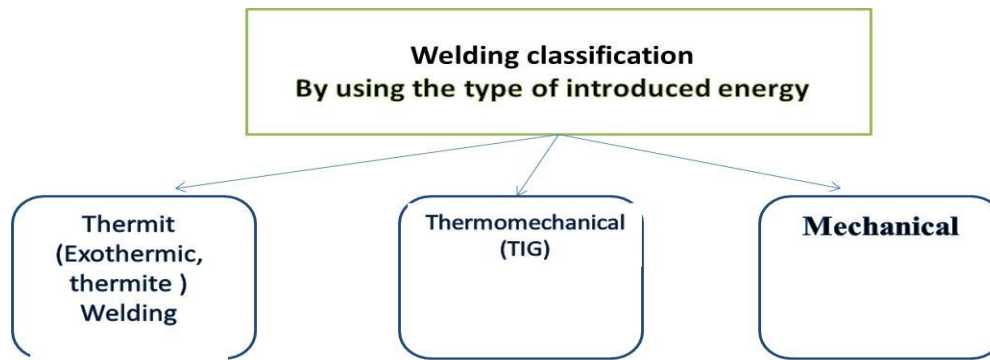 Welding classification
By using the type of introduced energy
Thermit
(Exothermic,
thermite )
Welding
Thermomechanical
(TIG)
Mechanical